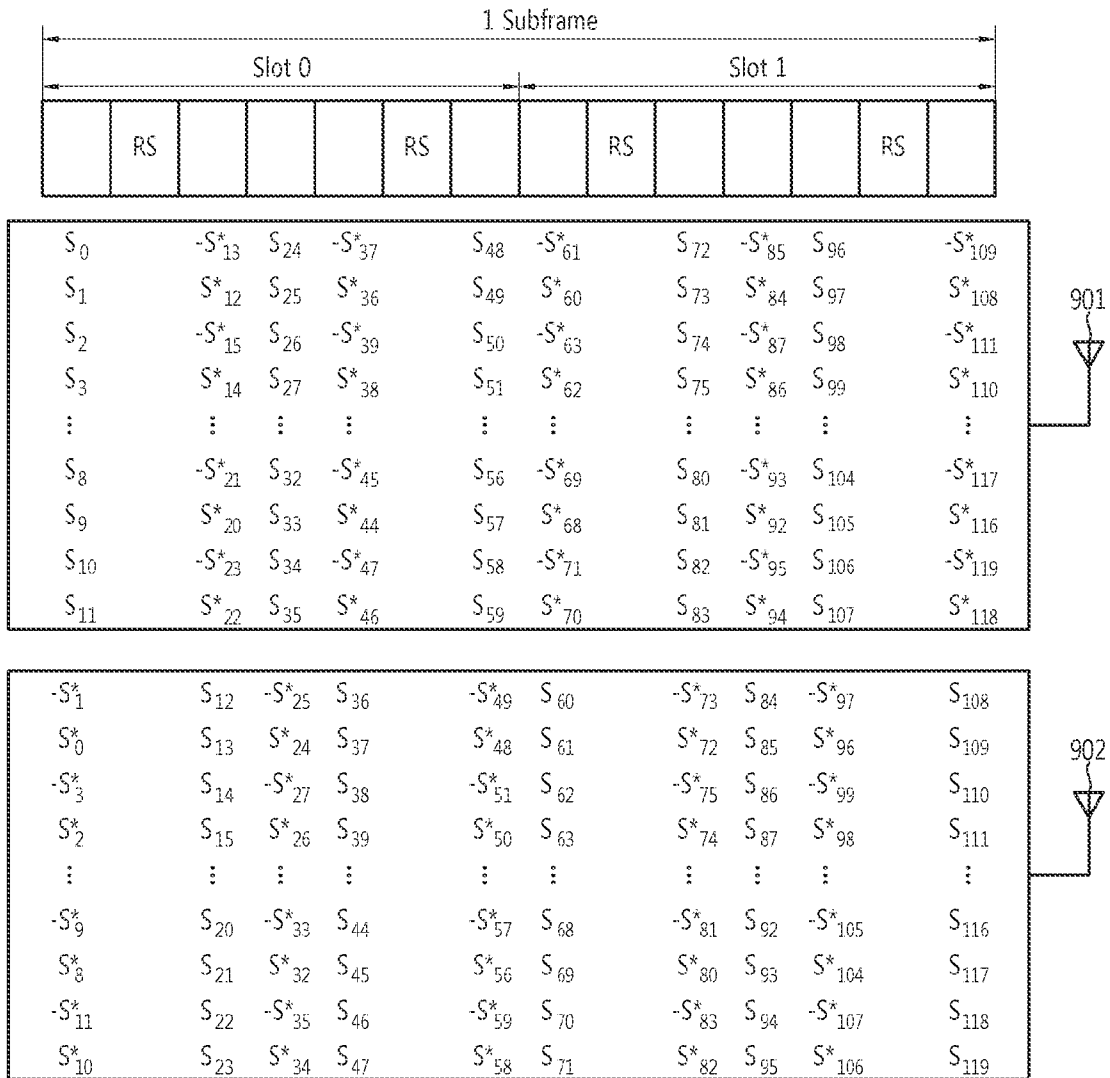 1 Subframe
Slot 0 Slot 1
RS RS RS RS
S0 -S*13 S24 -S*37 S48 -S*61 S72 -S*85 S96 -S*109
S1 S*12 S25 S*36 S49 S*60 S73 S*84 S97 S*108
S2 -S*15 S26 -S*39 S50 -S*63 S74 -S*87 S98 -S*111
S3 S*14 S27 S*38 S51 S*62 S75 S*86 S99 S*110
⋮ ⋮ ⋮ ⋮ ⋮ ⋮ ⋮ ⋮ ⋮ ⋮
S8 -S*21 S32 -S*45 S56 -S*69 S80 -S*93 S104 -S*117
S9 S*20 S33 S*44 S57 S*68 S81 S*92 S105 S*116
S10 -S*23 S34 -S*47 S58 -S*71 S82 -S*95 S106 -S*119
S11 S*22 S35 S*46 S59 S*70 S83 S*94 S107 S*118
901
-S*1 S12 -S*25 S36 -S*49 S60 -S*73 S84 -S*97 S108
S*0 S13 S*24 S37 S*48 S61 S*72 S85 S*96 S109
-S*3 S14 -S*27 S38 -S*51 S62 -S*75 S86 -S*99 S110
S*2 S15 S*26 S39 S*50 S63 S*74 S87 S*98 S111
⋮ ⋮ ⋮ ⋮ ⋮ ⋮ ⋮ ⋮ ⋮ ⋮
-S*9 S20 -S*33 S44 -S*57 S68 -S*81 S92 -S*105 S116
S*8 S21 S*32 S45 S*56 S69 S*80 S93 S*104 S117
-S*11 S22 -S*35 S46 -S*59 S70 -S*83 S94 -S*107 S118
S*10 S23 S*34 S47 S*58 S71 S*82 S95 S*106 S119
902